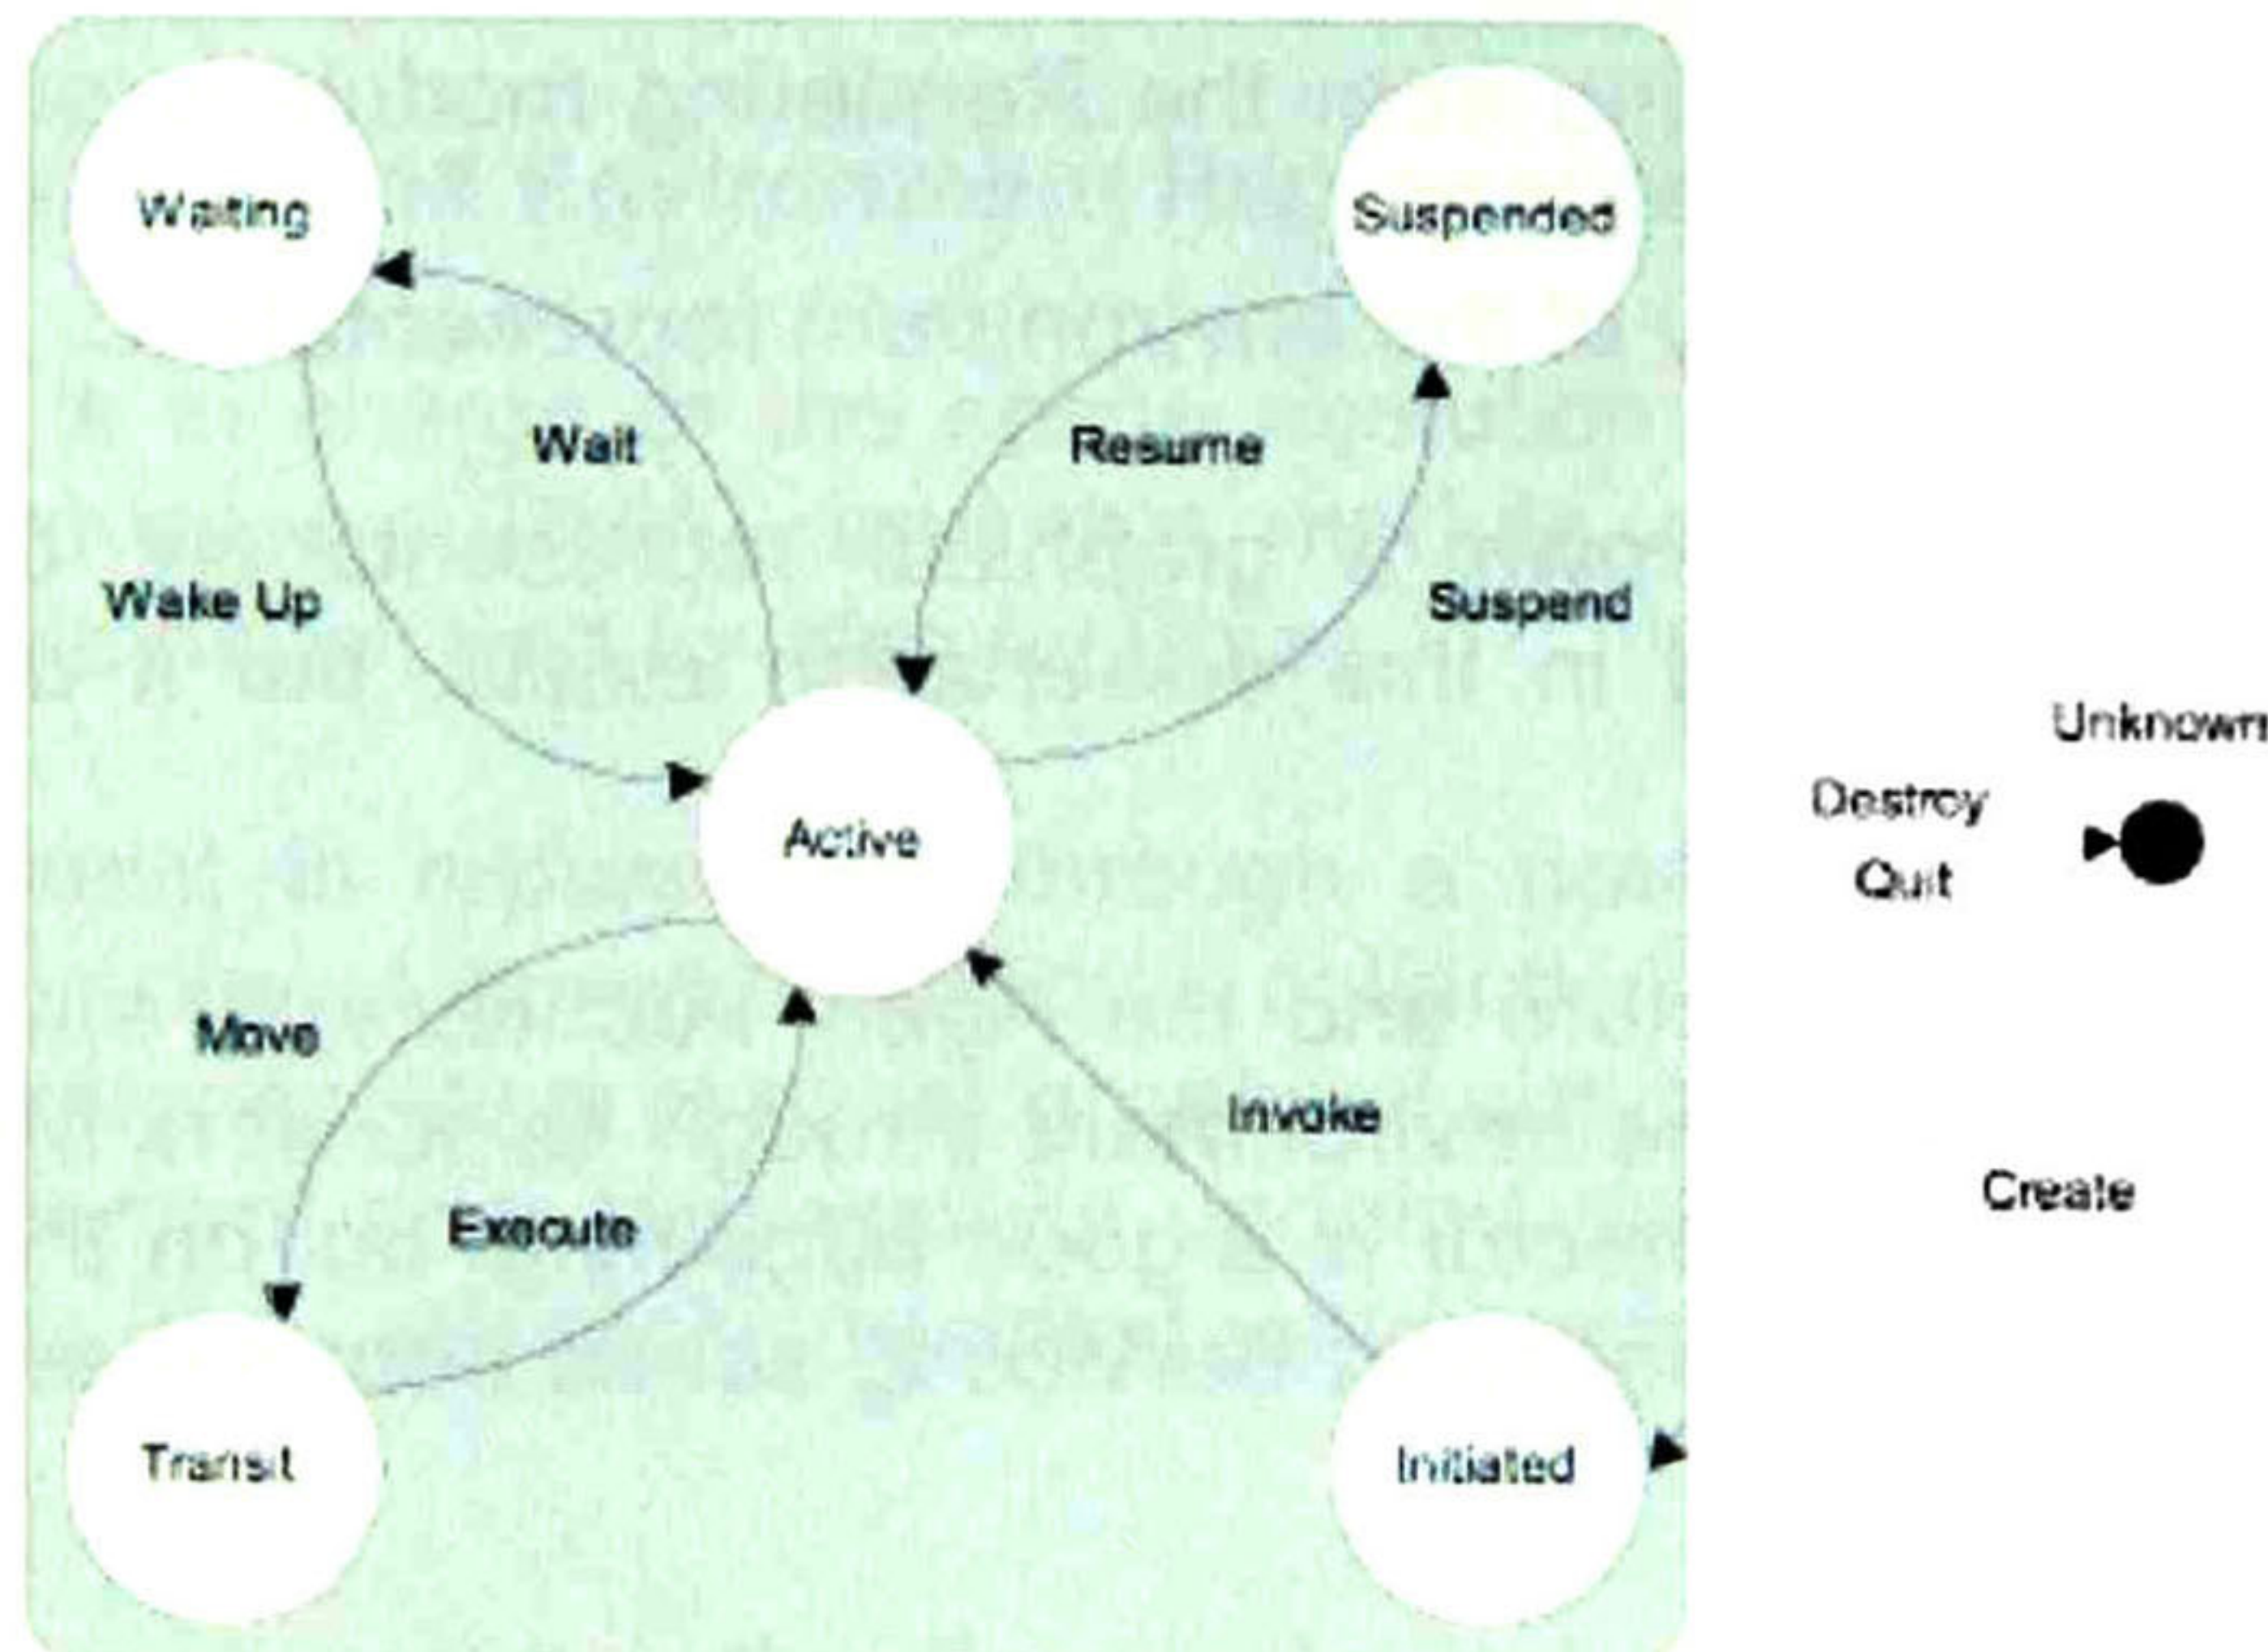 Waiting
Suspended
Wait
Resume
Wake Up
Suspend
Unknown
Destroy
Quit
Active
Move
Invoke
Create
Execute
Transit
Initiated